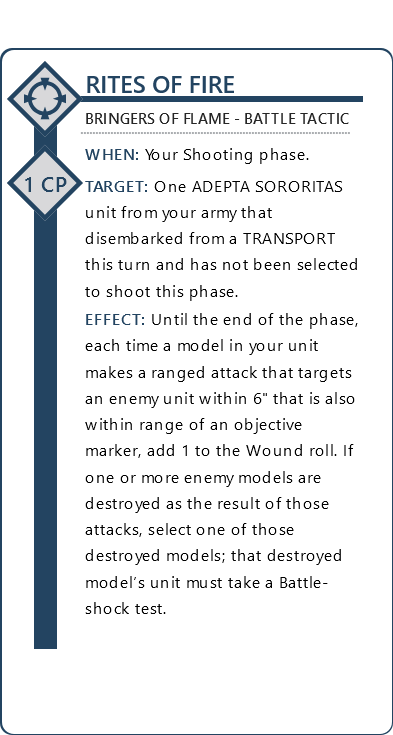 RITES OF FIRE
BRINGERS OF FLAME - BATTLE TACTIC
WHEN: Your Shooting phase.
1 CP
TARGET: One ADEPTA SORORITAS
unit from your army that
disembarked from a TRANSPORT
this turn and has not been selected
to shoot this phase.
EFFECT: Until the end of the phase,
each time a model in your unit
makes a ranged attack that targets
an enemy unit within 6" that is also
within range of an objective
marker, add 1 to the Wound roll. If
one or more enemy models are
destroyed as the result of those
attacks, select one of those
destroyed models; that destroyed
model’s unit must take a Battle-
shock test.